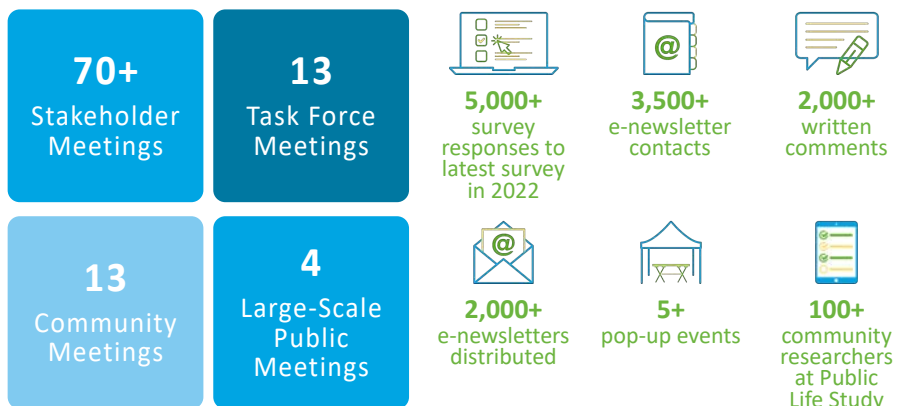 70+
Stakeholder
Meetings
13
Task Force
Meetings
5,000+
survey
responses to
latest survey
in 2022
@
3,500+
e-newsletter
contacts
2,000+
written
comments
13
Community
Meetings
4
Large-Scale
Public
Meetings
@
2,000+
e-newsletters
distributed
5+
pop-up events
100+
community
researchers
at Public
Life Study